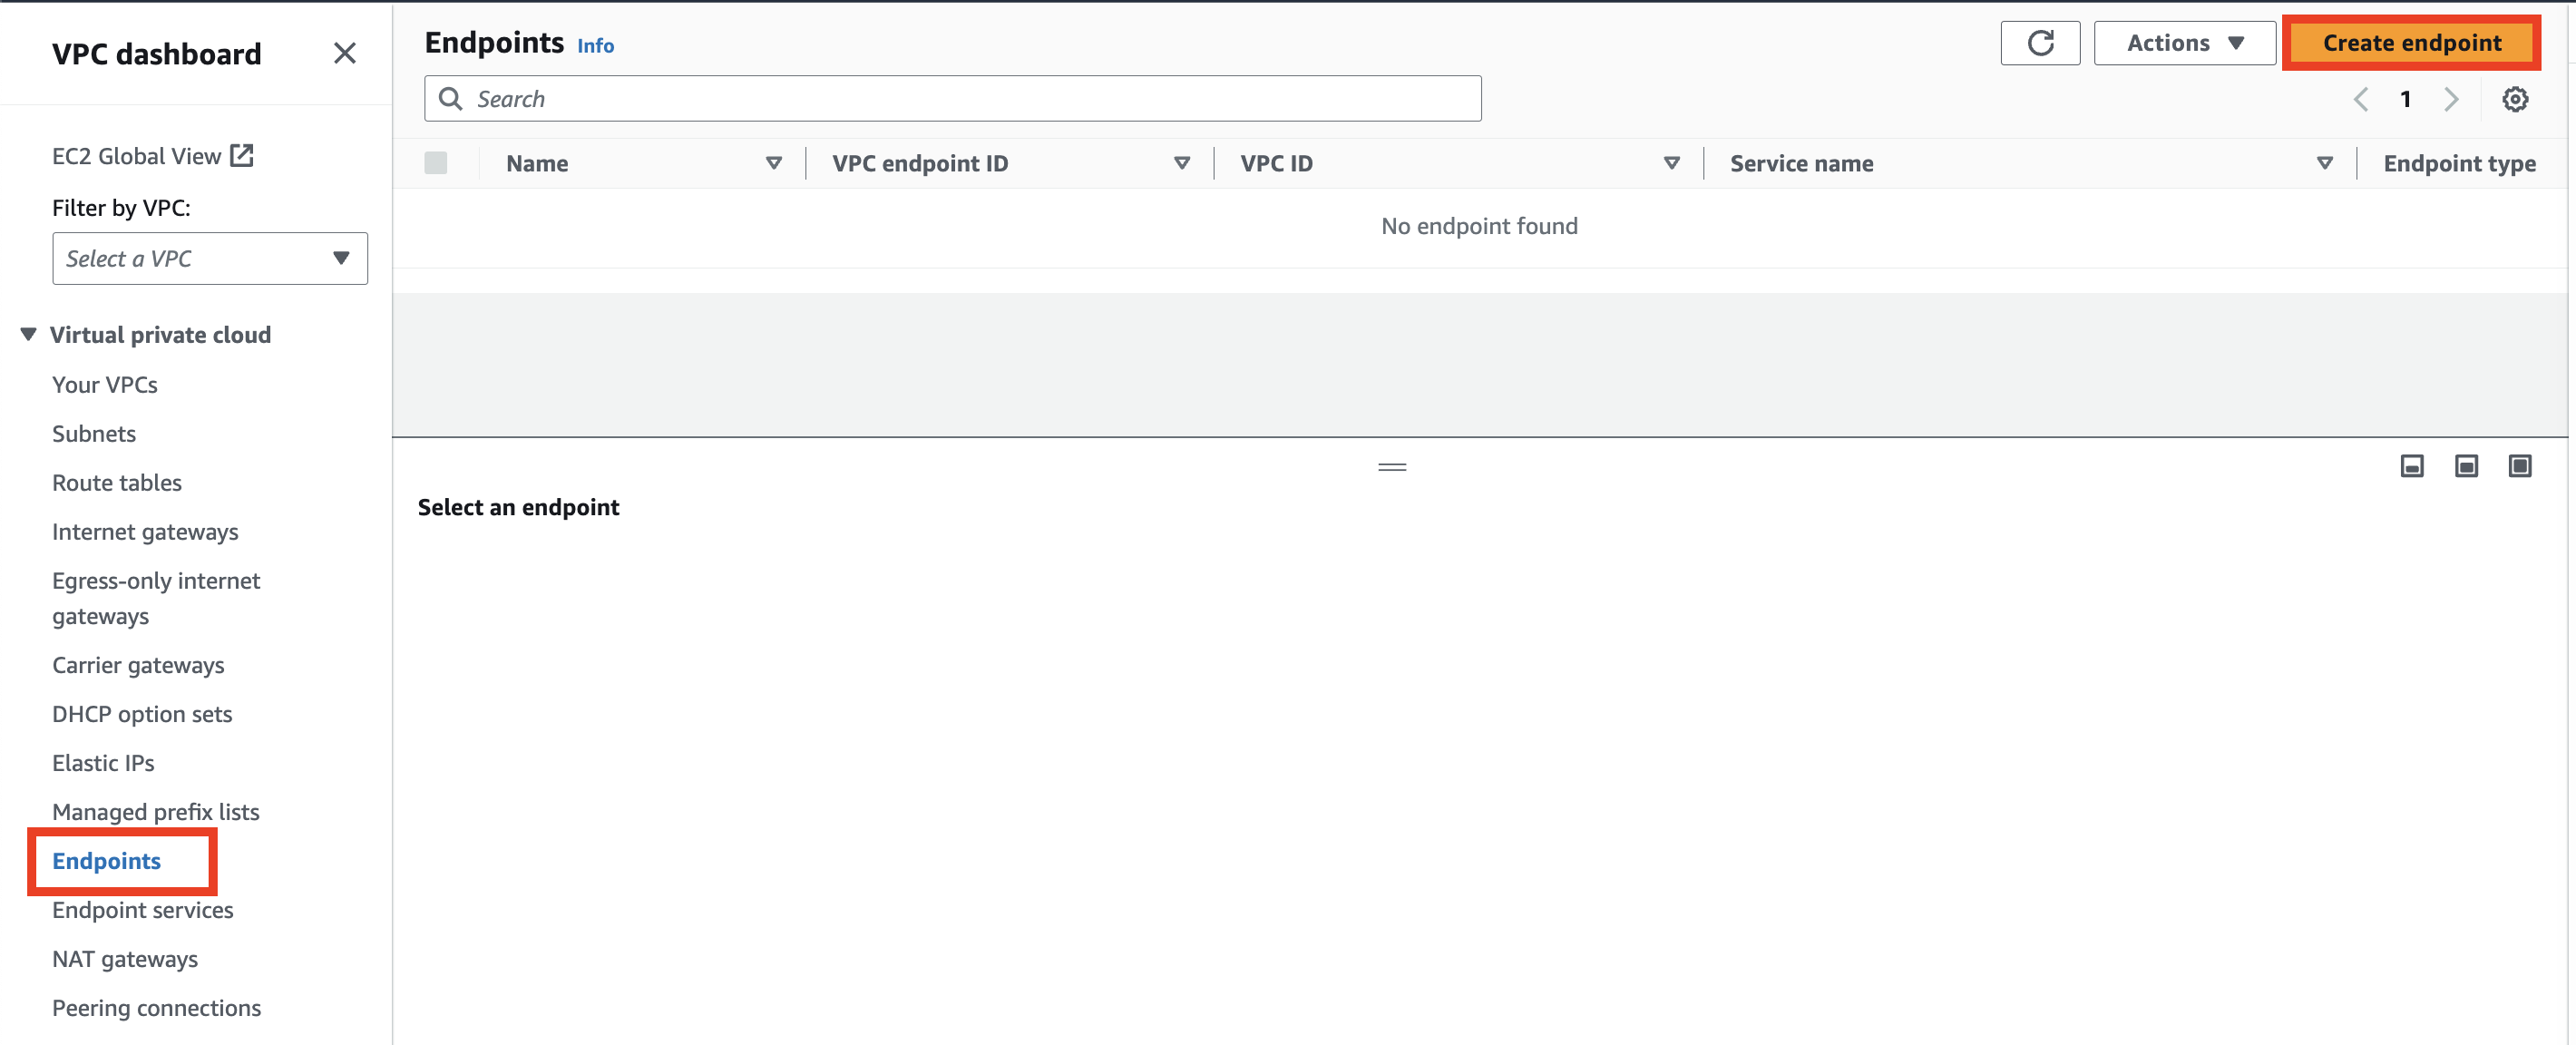 VPC dashboard
EC2 Global View
Filter by VPC:
Select a VPC
Virtual private cloud
Your VPCs
Subnets
Route tables
Internet gateways
Egress-only internet
gateways
Carrier gateways
DHCP option sets
Elastic IPs
Managed prefix lists
Endpoints
Endpoint services
NAT gateways
Peering connections
Endpoints Info
Actions
Create endpoint
Search
1
Name VPC endpoint ID VPC ID Service name Endpoint type
No endpoint found
Select an endpoint